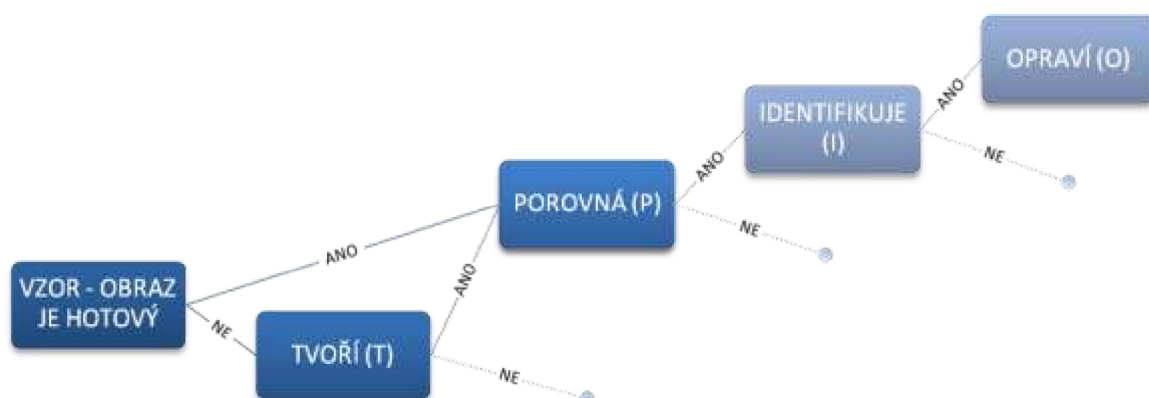 OPRAVÍ (O)
ANO
IDENTIFIKUJE
(I)
NE
ANO
POROVNÁ (P)
NE
ANO
ANO
VZOR - OBRAZ
JE HOTOVÝ
NE
TVOŘÍ (T)
NE